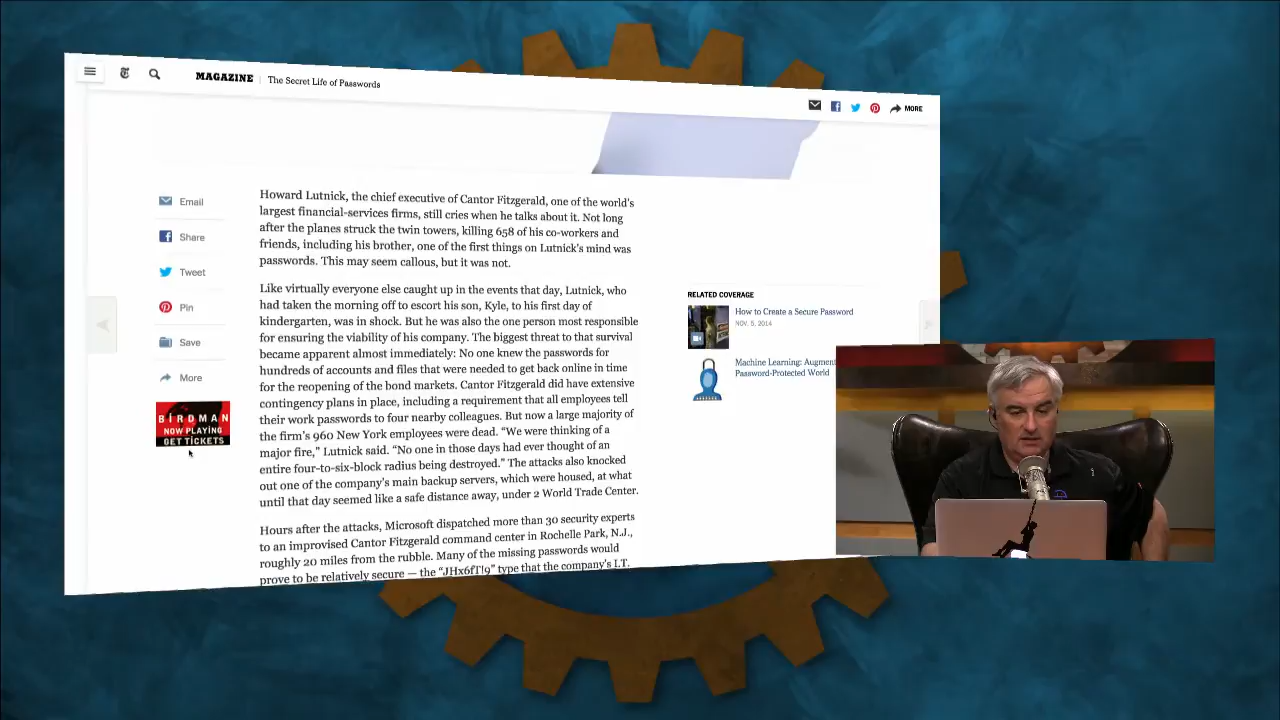 MAGAZINE | The Secret Life of Passwords
MORE
Email
Share
Tweet
Pin
Save
More
BIRDMAN
NOW PLAYING
GET TICKETS
Howard Lutnick, the chief executive of Cantor Fitzgerald, one of the world's
largest financial-services firms, still cries when he talks about it. Not long
after the planes struck the twin towers, killing 658 of his co-workers and
friends, including his brother, one of the first things on Lutnick's mind was
passwords. This may seem callous, but it was not.
Like virtually everyone else caught up in the events that day, Lutnick, who
had taken the morning off to escort his son, Kyle, to his first day of
kindergarten, was in shock. But he was also the one person most responsible
for ensuring the viability of his company. The biggest threat to that survival
became apparent almost immediately: No one knew the passwords for
hundreds of accounts and files that were needed to get back online in time
for the reopening of the bond markets. Cantor Fitzgerald did have extensive
contingency plans in place, including a requirement that all employees tell
their work passwords to four nearby colleagues. But now a large majority of
the firm's 960 New York employees were dead. “We were thinking of a
major fire,” Lutnick said. “No one in those days had ever thought of an
entire four-to-six-block radius being destroyed.” The attacks also knocked
out one of the company's main backup servers, which were housed, at what
until that day seemed like a safe distance away, under 2 World Trade Center.
Hours after the attacks, Microsoft dispatched more than 30 security experts
to an improvised Cantor Fitzgerald command center in Rochelle Park, N.J.,
roughly 20 miles from the rubble. Many of the missing passwords would
prove to be relatively secure — the “JHx6fT!9” type that the company's I.T.
RELATED COVERAGE
How to Create a Secure Password
NOV. 5, 2014
Machine Learning: Augment
Password-Protected World